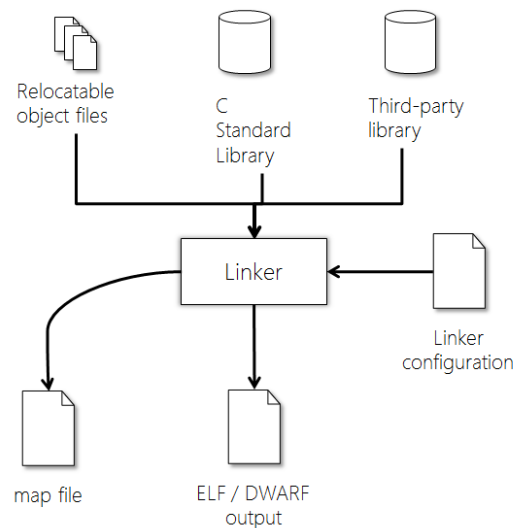 Relocatable
object files
C
Standard
Library
Third-party
library
Linker
Linker
configuration
map file
ELF / DWARF
output